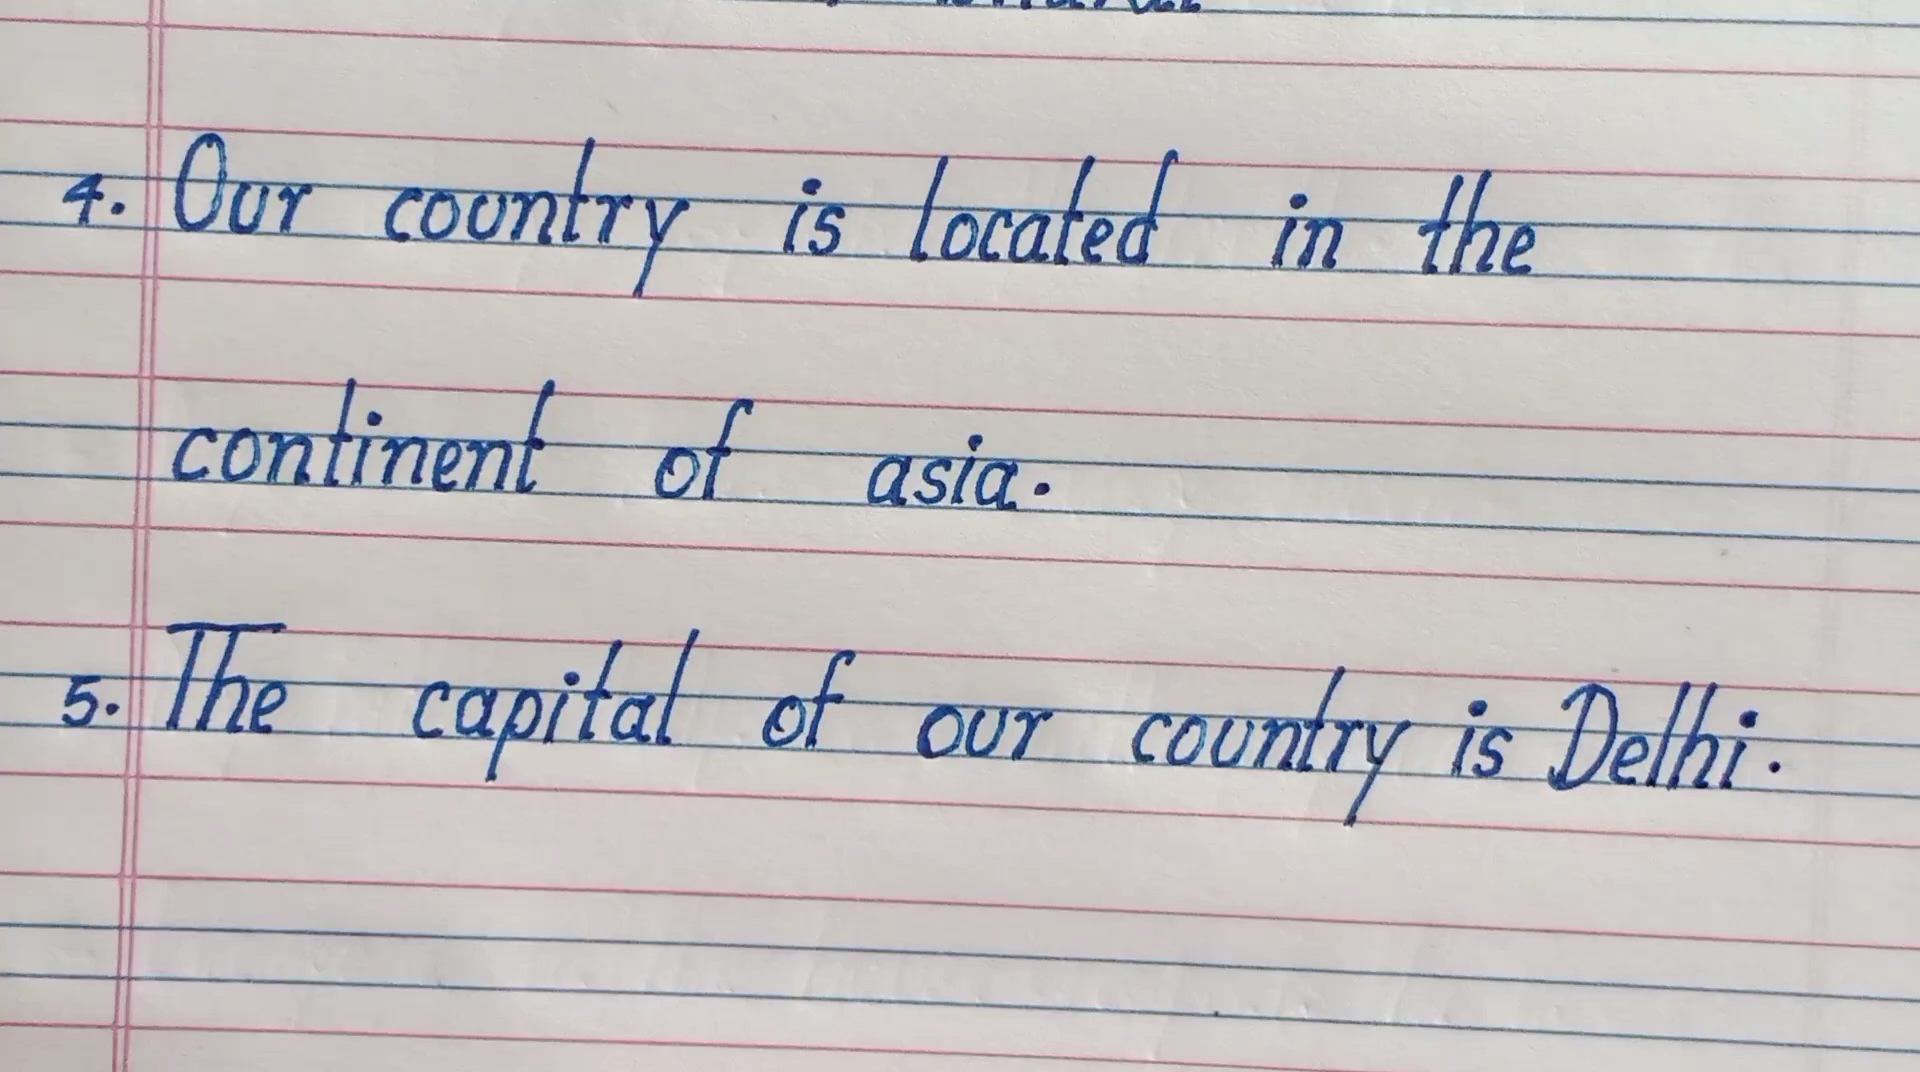 4. Our country is located in the
continent of asia.
5. The capital of our country is Delhi.